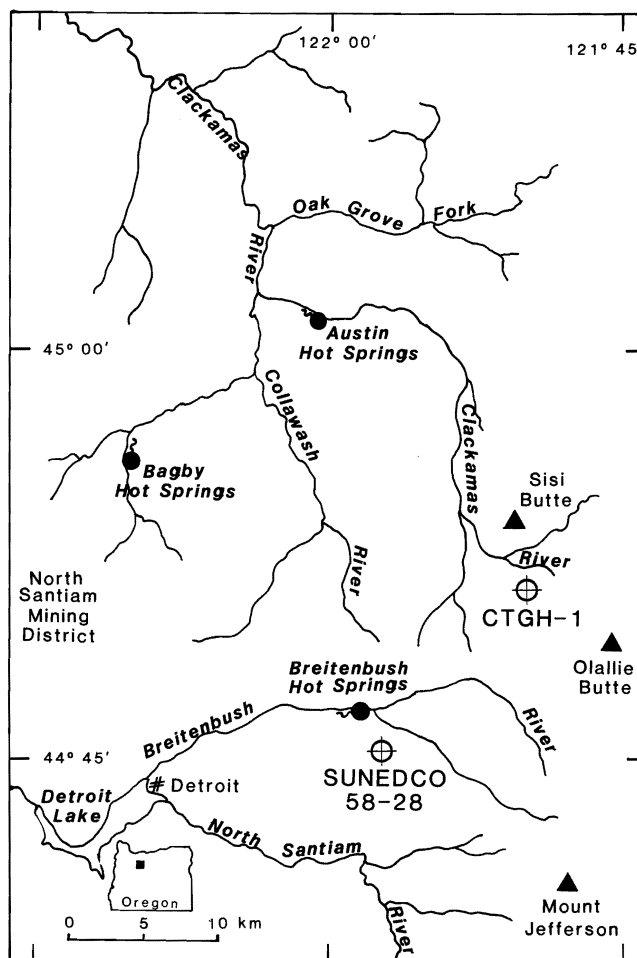 122° 00'
121° 45'
Clackamas
River
Oak Grove Fork
Austin
Hot Springs
45° 00'
Collawash
River
Clackamas
River
Bagby
Hot Springs
Sisi
Butte
North
Santiam
Mining
District
CTGH-1
Olallie
Butte
Breitenbush
Hot Springs
Breitenbush
River
44° 45'
SUNEDCO
58-28
Detroit
Detroit
Lake
North Santiam
River
Oregon
0 5 10 km
Mount
Jefferson